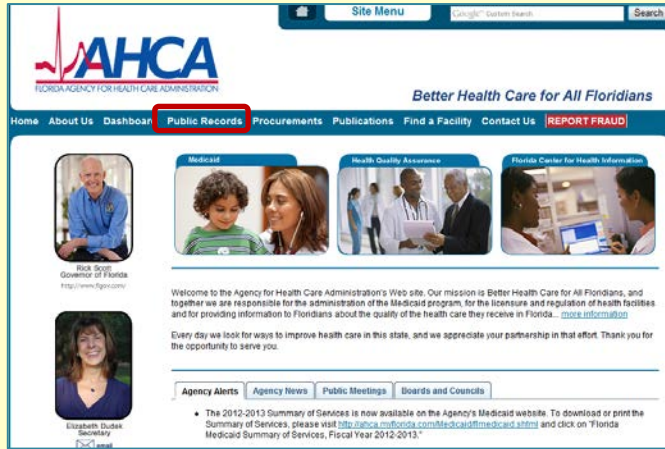 Site Menu
Google™ Custom Search
Search
AHCA
FLORIDA AGENCY FOR HEALTH CARE ADMINISTRATION
Better Health Care for All Floridians
Home About Us Dashboard Public Records Procurements Publications Find a Facility Contact Us REPORT FRAUD
Medicaid
Health Quality Assurance
Florida Center for Health Information
Rick Scott
Governor of Florida
http://www.flgov.com/
Welcome to the Agency for Health Care Administration's Web site. Our mission is Better Health Care for All Floridians, and
together we are responsible for the administration of the Medicaid program, for the licensure and regulation of health facilities
and for providing information to Floridians about the quality of the health care they receive in Florida... more information
Every day we look for ways to improve health care in this state, and we appreciate your partnership in that effort. Thank you for
the opportunity to serve you.
Elizabeth Dudek
Secretary
email
Agency Alerts Agency News Public Meetings Boards and Councils
• The 2012-2013 Summary of Services is now available on the Agency's Medicaid website. To download or print the
Summary of Services, please visit http://ahca.myflorida.com/Medicaid/flmedicaid.shtml and click on "Florida
Medicaid Summary of Services, Fiscal Year 2012-2013."